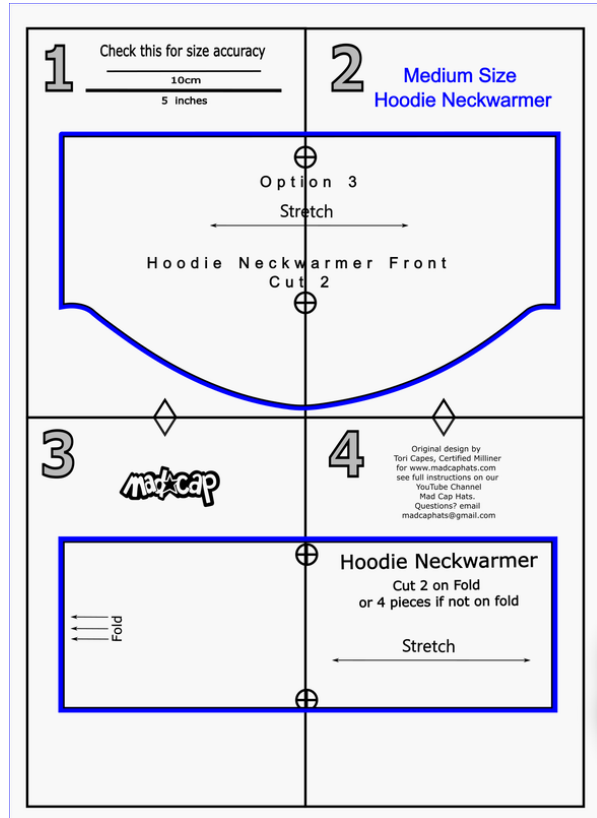 1
Check this for size accuracy
10cm
5 inches
2
Medium Size
Hoodie Neckwarmer
Option 3
Stretch
Hoodie Neckwarmer Front
Cut 2
3
mad cap
4
Original design by
Tori Capes, Certified Milliner
for www.madcaphats.com
see full instructions on our
YouTube Channel
Mad Cap Hats.
Questions? email
madcaphats@gmail.com
Hoodie Neckwarmer
Cut 2 on Fold
or 4 pieces if not on fold
Fold
Stretch